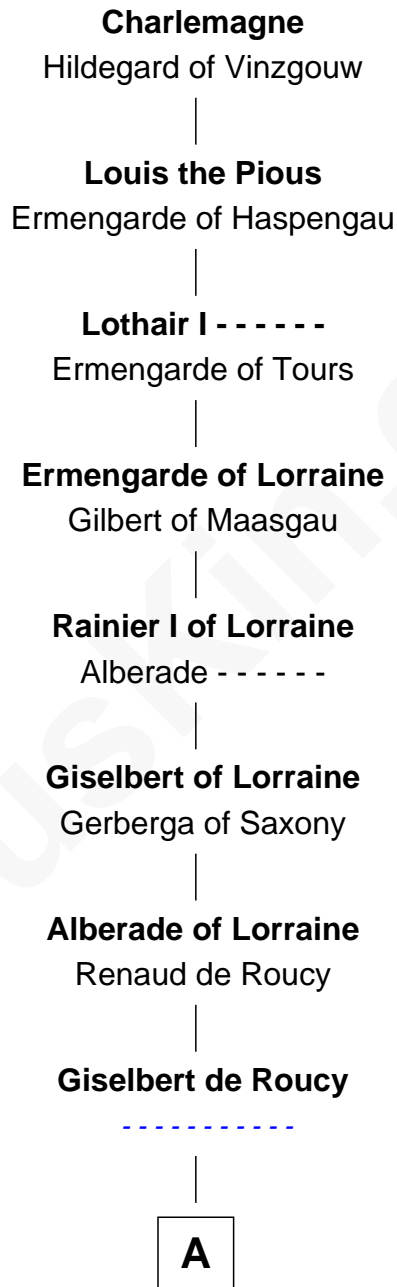 Charlemagne
Hildegard of Vinzgouw
Louis the Pious
Ermengarde of Haspengau
Lothair I - - - - - -
Ermengarde of Tours
Ermengarde of Lorraine
Gilbert of Maasgau
Rainier I of Lorraine
Alberade - - - - - -
Giselbert of Lorraine
Gerberga of Saxony
Alberade of Lorraine
Renaud de Roucy
Giselbert de Roucy
- - - - - - - - - - -
A